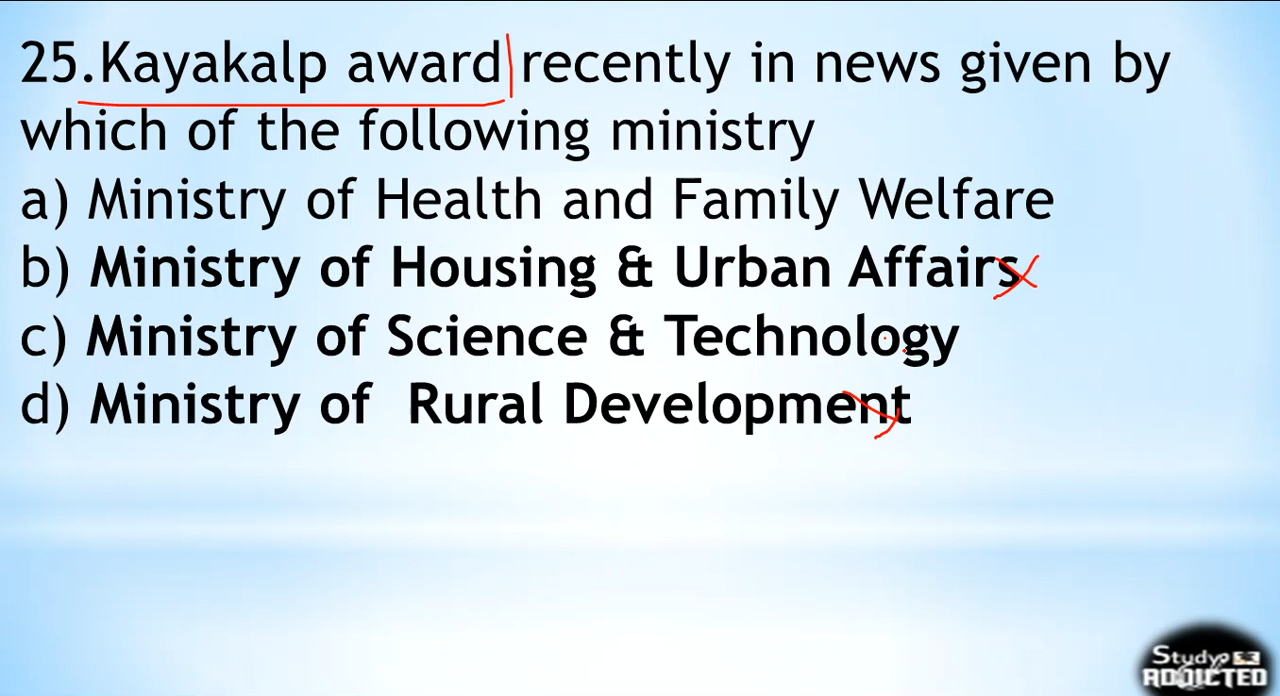 25.Kayakalp award recently in news given by
which of the following ministry
a) Ministry of Health and Family Welfare
b) Ministry of Housing & Urban Affairs
c) Ministry of Science & Technology
d) Ministry of Rural Development
Study
ADDICTED